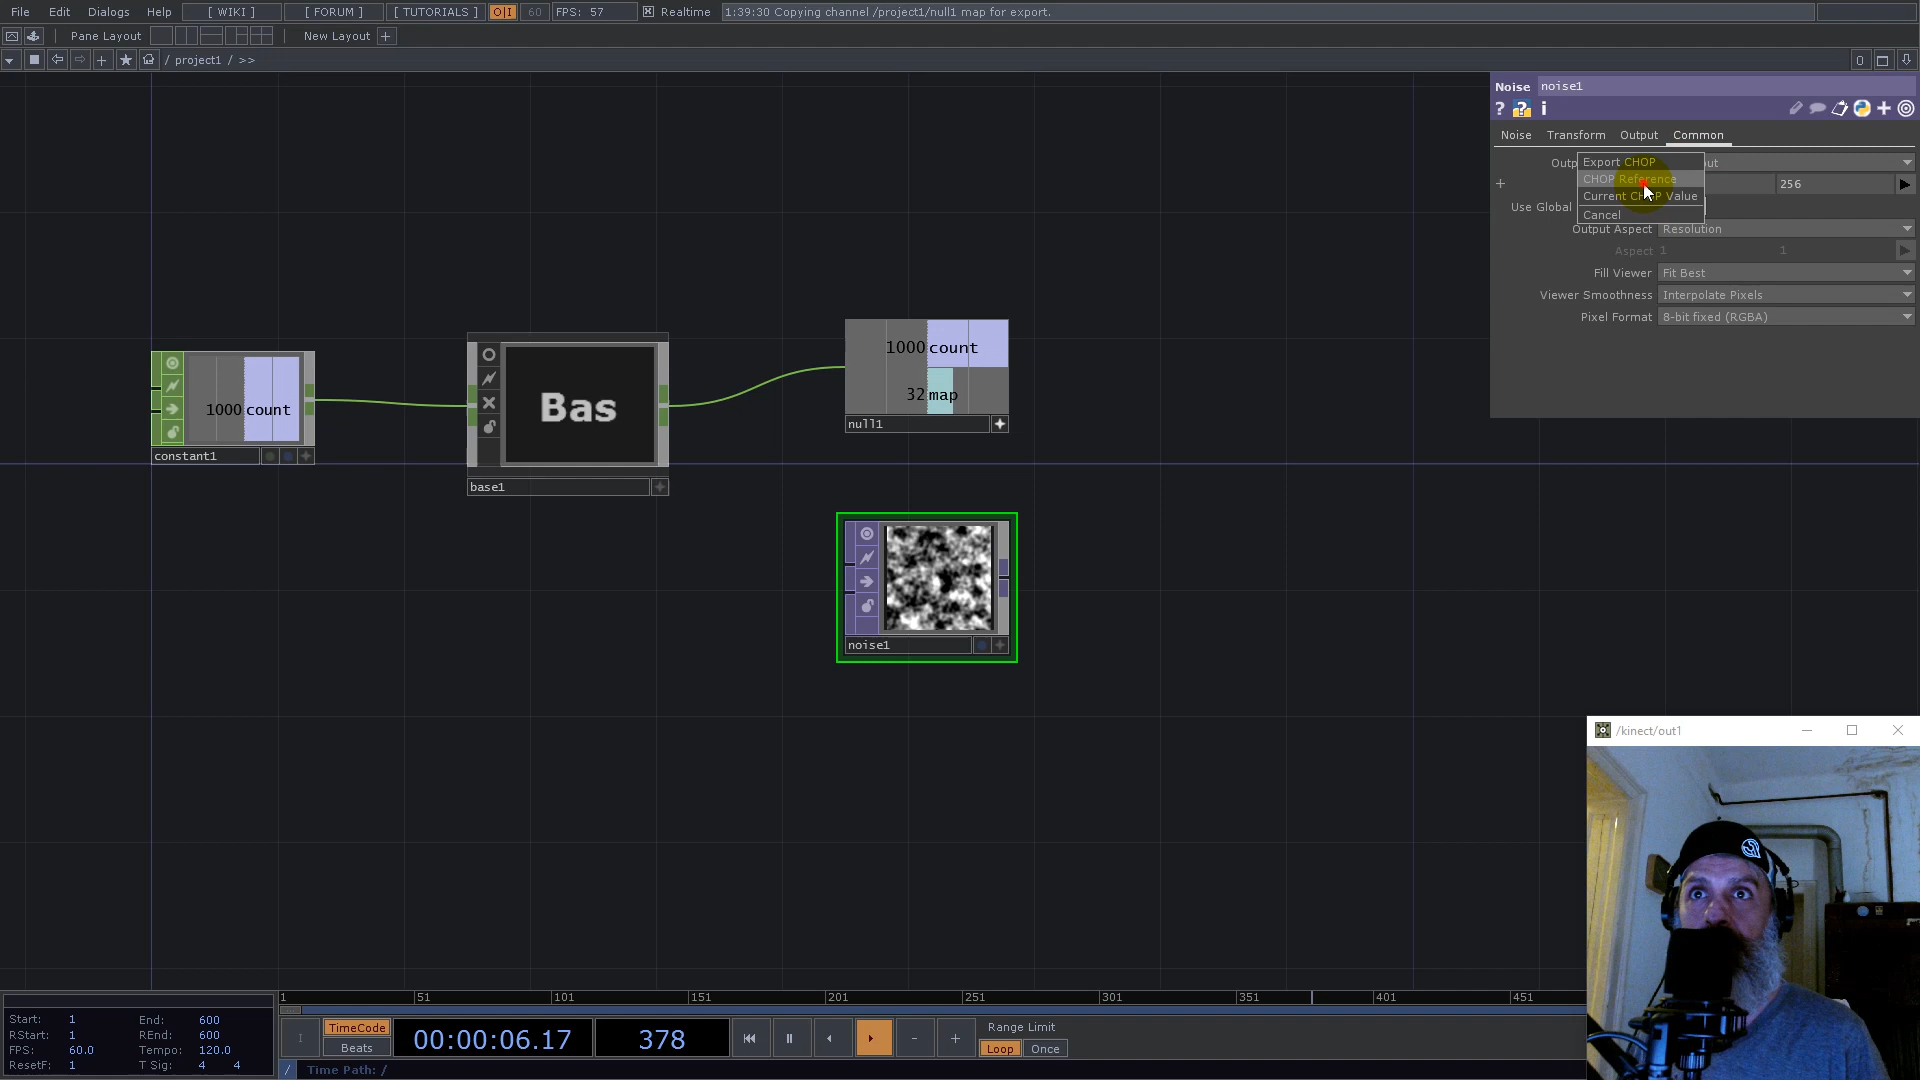 File Edit Dialogs Help [ WIKI ] [ FORUM ] [ TUTORIALS ] O|I 60 FPS: 57 Realtime 1:39:30 Copying channel /project1/null1 map for export.
Pane Layout New Layout +
/ project1 / >> 0
Noise noise1
? ? i
Noise Transform Output Common
Outp ut
Export CHOP
CHOP Reference 256
Current CHOP Value
Use Global
Cancel
Output Aspect Resolution
Aspect 1 1
Fill Viewer Fit Best
Viewer Smoothness Interpolate Pixels
Pixel Format 8-bit fixed (RGBA)
1000 count
constant1
Bas
base1
1000 count
32 map
null1
noise1
/kinect/out1
1 51 101 151 201 251 301 351 401 451
Start: 1 End: 600
RStart: 1 REnd: 600
FPS: 60.0 Tempo: 120.0
ResetF: 1 T Sig: 4 4
I TimeCode
Beats
00:00:06.17 378
- +
Range Limit
Loop Once
/ Time Path: /